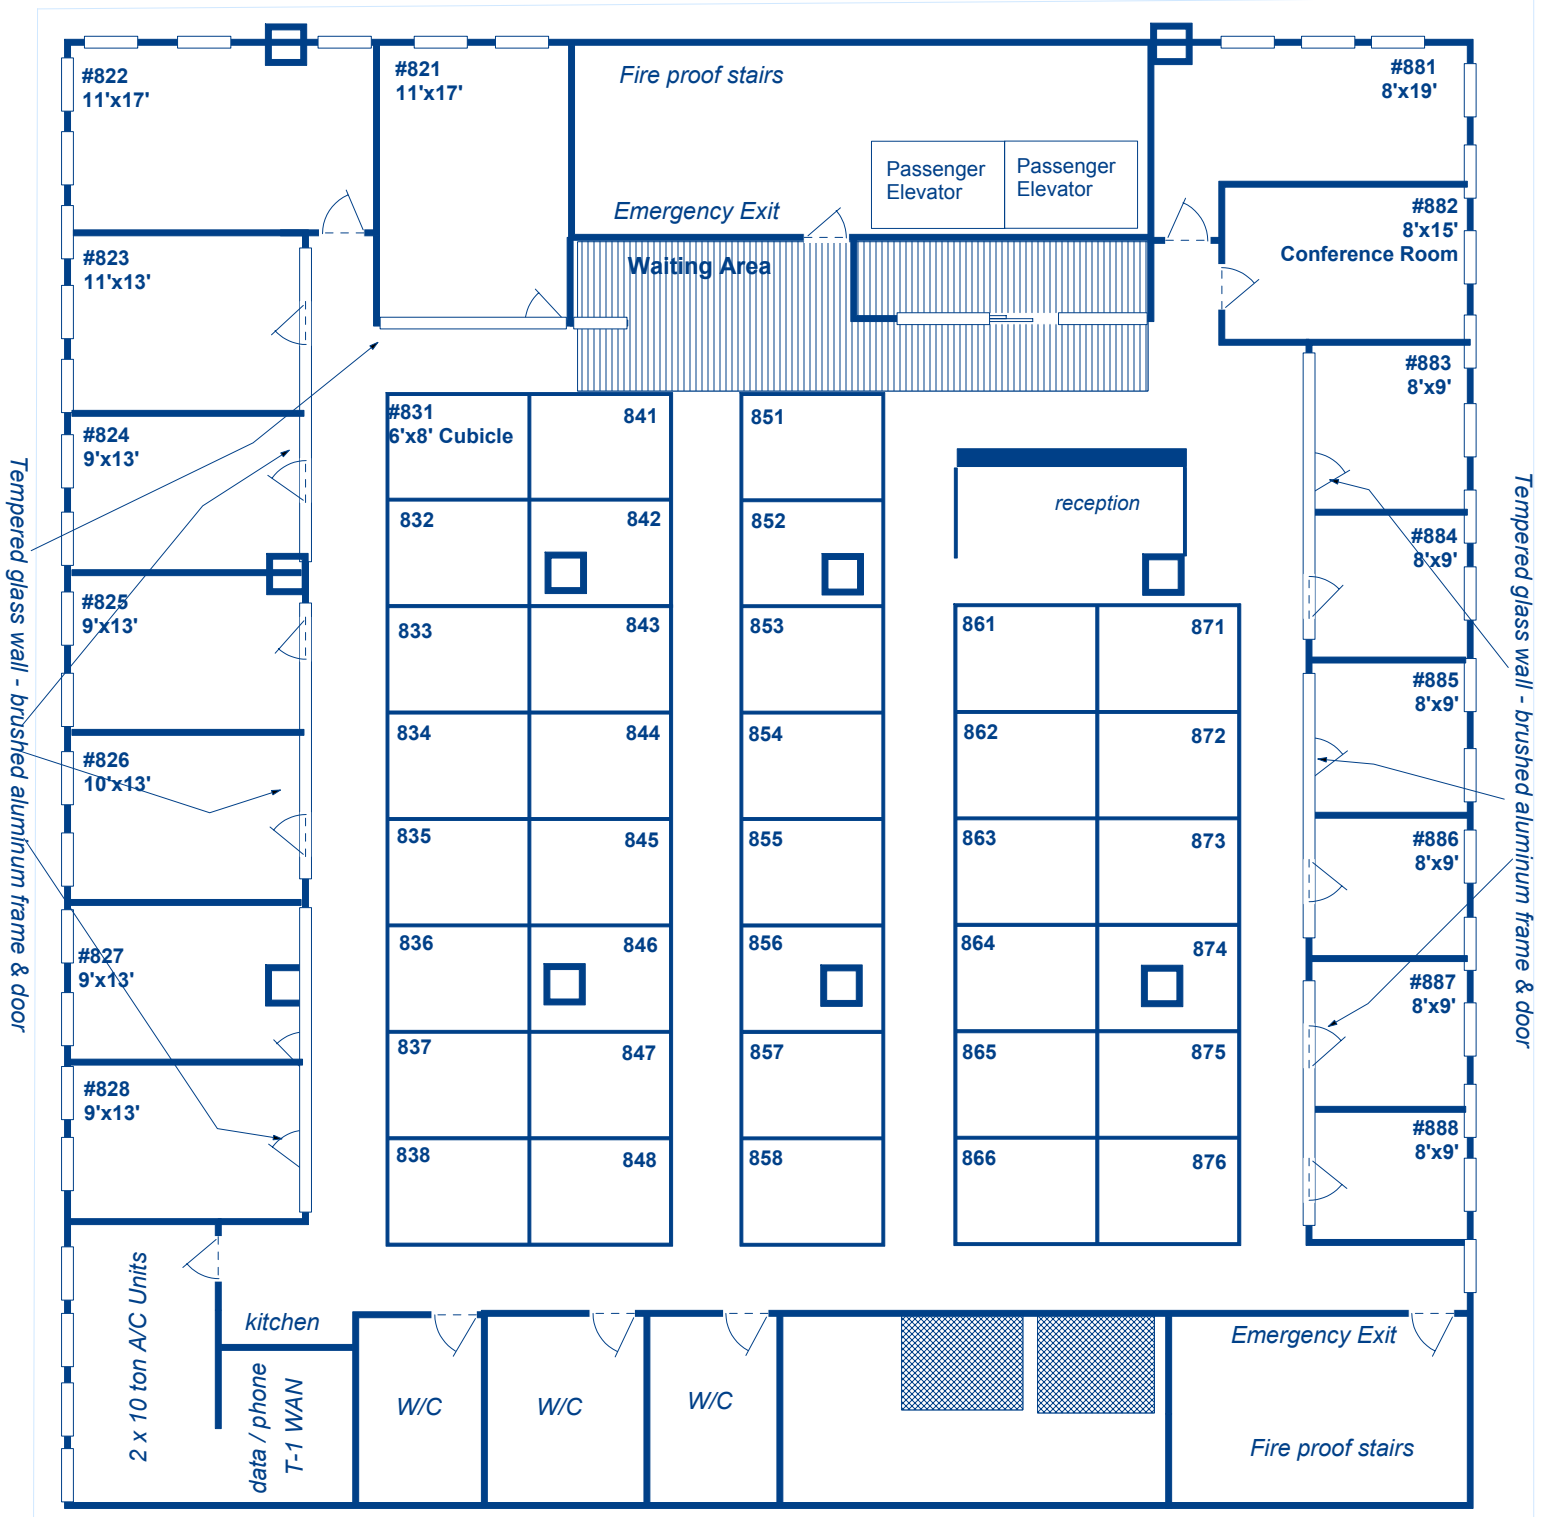 #822
11'x17'
#821
11'x17'
Fire proof stairs
Passenger
Elevator
Passenger
Elevator
Emergency Exit
Waiting Area
#881
8'x19'
#882
8'x15'
Conference Room
#823
11'x13'
#824
9'x13'
#825
9'x13'
#826
10'x13'
#827
9'x13'
#828
9'x13'
Tempered glass wall - brushed aluminum frame & door
#831
6'x8' Cubicle
832
833
834
835
836
837
838
841
842
843
844
845
846
847
848
851
852
853
854
855
856
857
858
reception
861
862
863
864
865
866
871
872
873
874
875
876
#883
8'x9'
#884
8'x9'
#885
8'x9'
#886
8'x9'
#887
8'x9'
#888
8'x9'
Tempered glass wall - brushed aluminum frame & door
2 x 10 ton A/C Units
kitchen
data / phone
T-1 WAN
W/C
W/C
W/C
Emergency Exit
Fire proof stairs